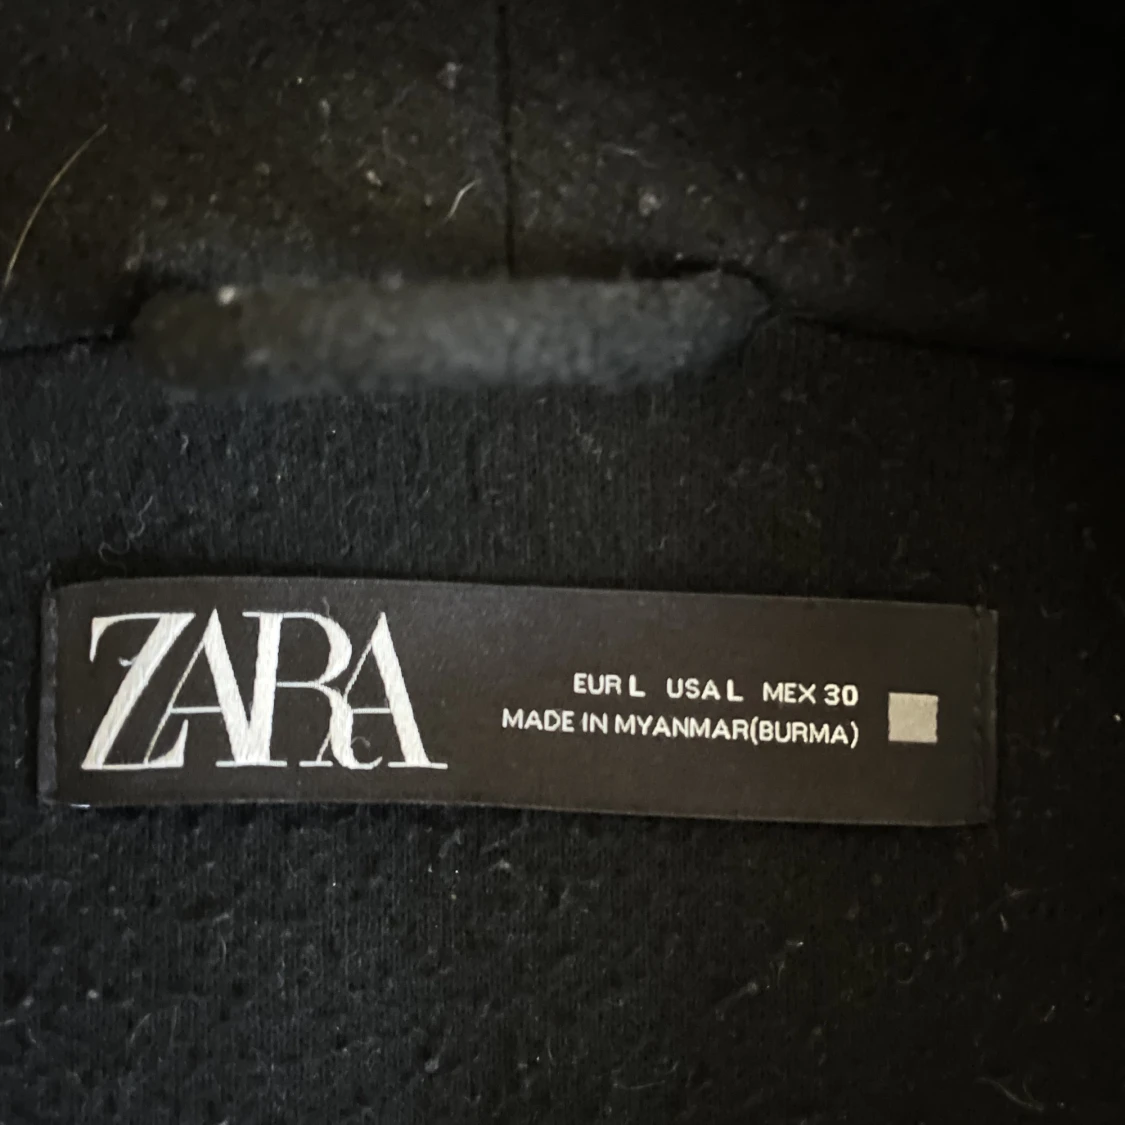 ZARA
EUR L USA L MEX 30
MADE IN MYANMAR(BURMA)